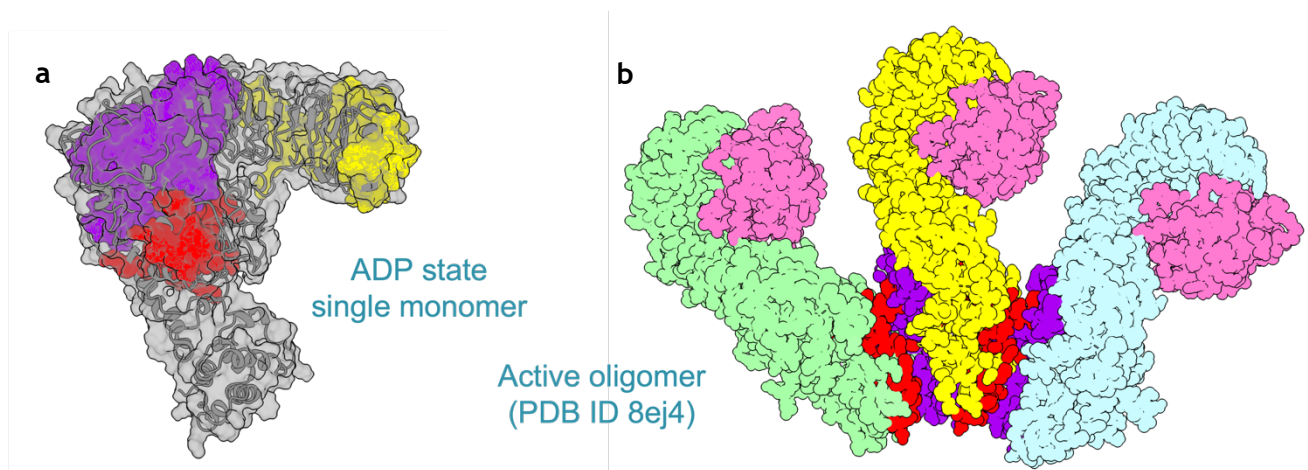 a
b
ADP state
single monomer
Active oligomer
(PDB ID 8ej4)